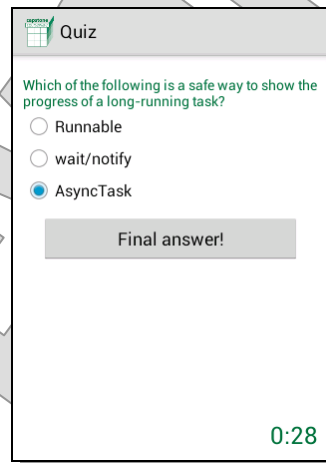 capstone
Quiz
Which of the following is a safe way to show the
progress of a long-running task?
Runnable
wait/notify
AsyncTask
Final answer!
0:28